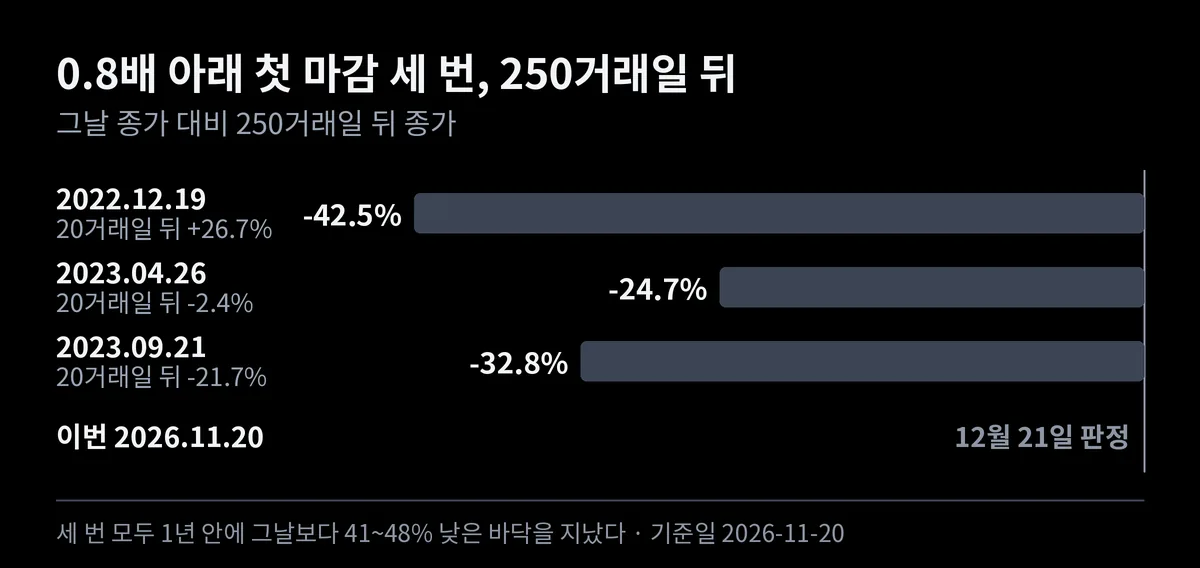 0.8배 아래 첫 마감 세 번, 250거래일 뒤
그날 종가 대비 250거래일 뒤 종가
2022.12.19
20거래일 뒤 +26.7%
-42.5%
2023.04.26
20거래일 뒤 -2.4%
-24.7%
2023.09.21
20거래일 뒤 -21.7%
-32.8%
이번 2026.11.20
12월 21일 판정
세 번 모두 1년 안에 그날보다 41~48% 낮은 바닥을 지났다 · 기준일 2026-11-20